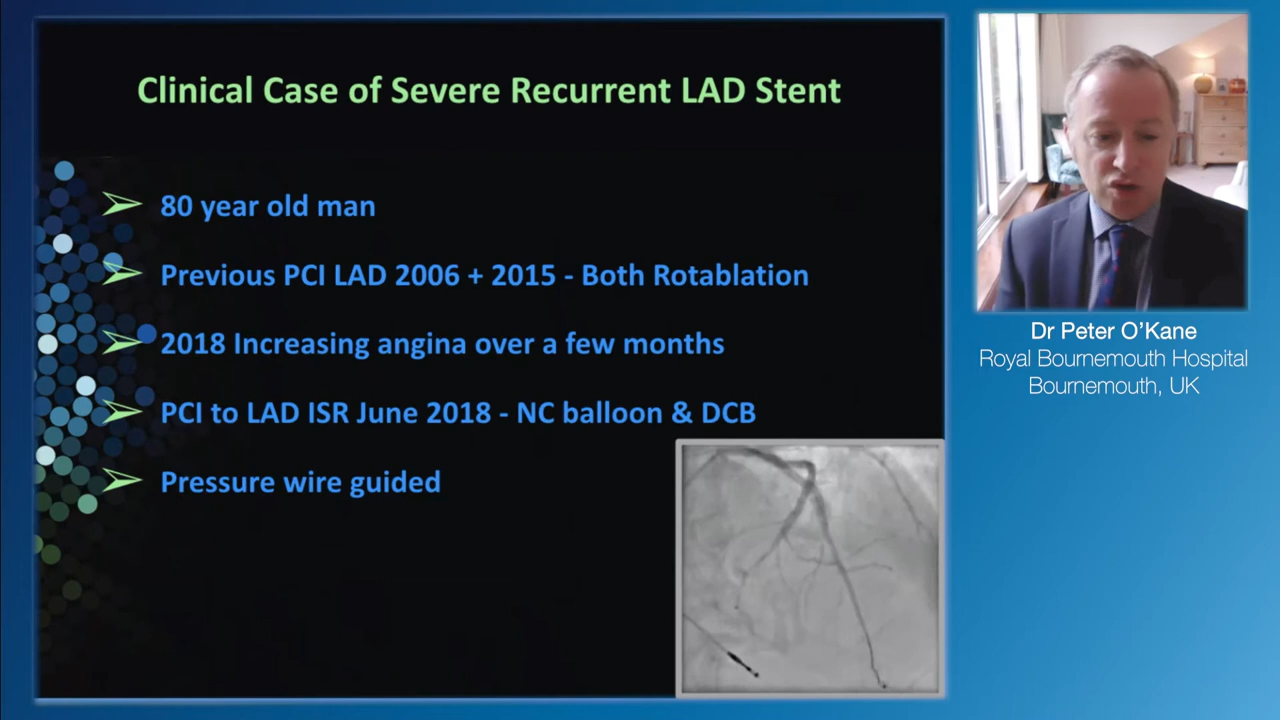 Clinical Case of Severe Recurrent LAD Stent
80 year old man
Previous PCI LAD 2006 + 2015 - Both Rotablation
2018 Increasing angina over a few months
PCI to LAD ISR June 2018 - NC balloon & DCB
Pressure wire guided
Dr Peter O’Kane
Royal Bournemouth Hospital
Bournemouth, UK